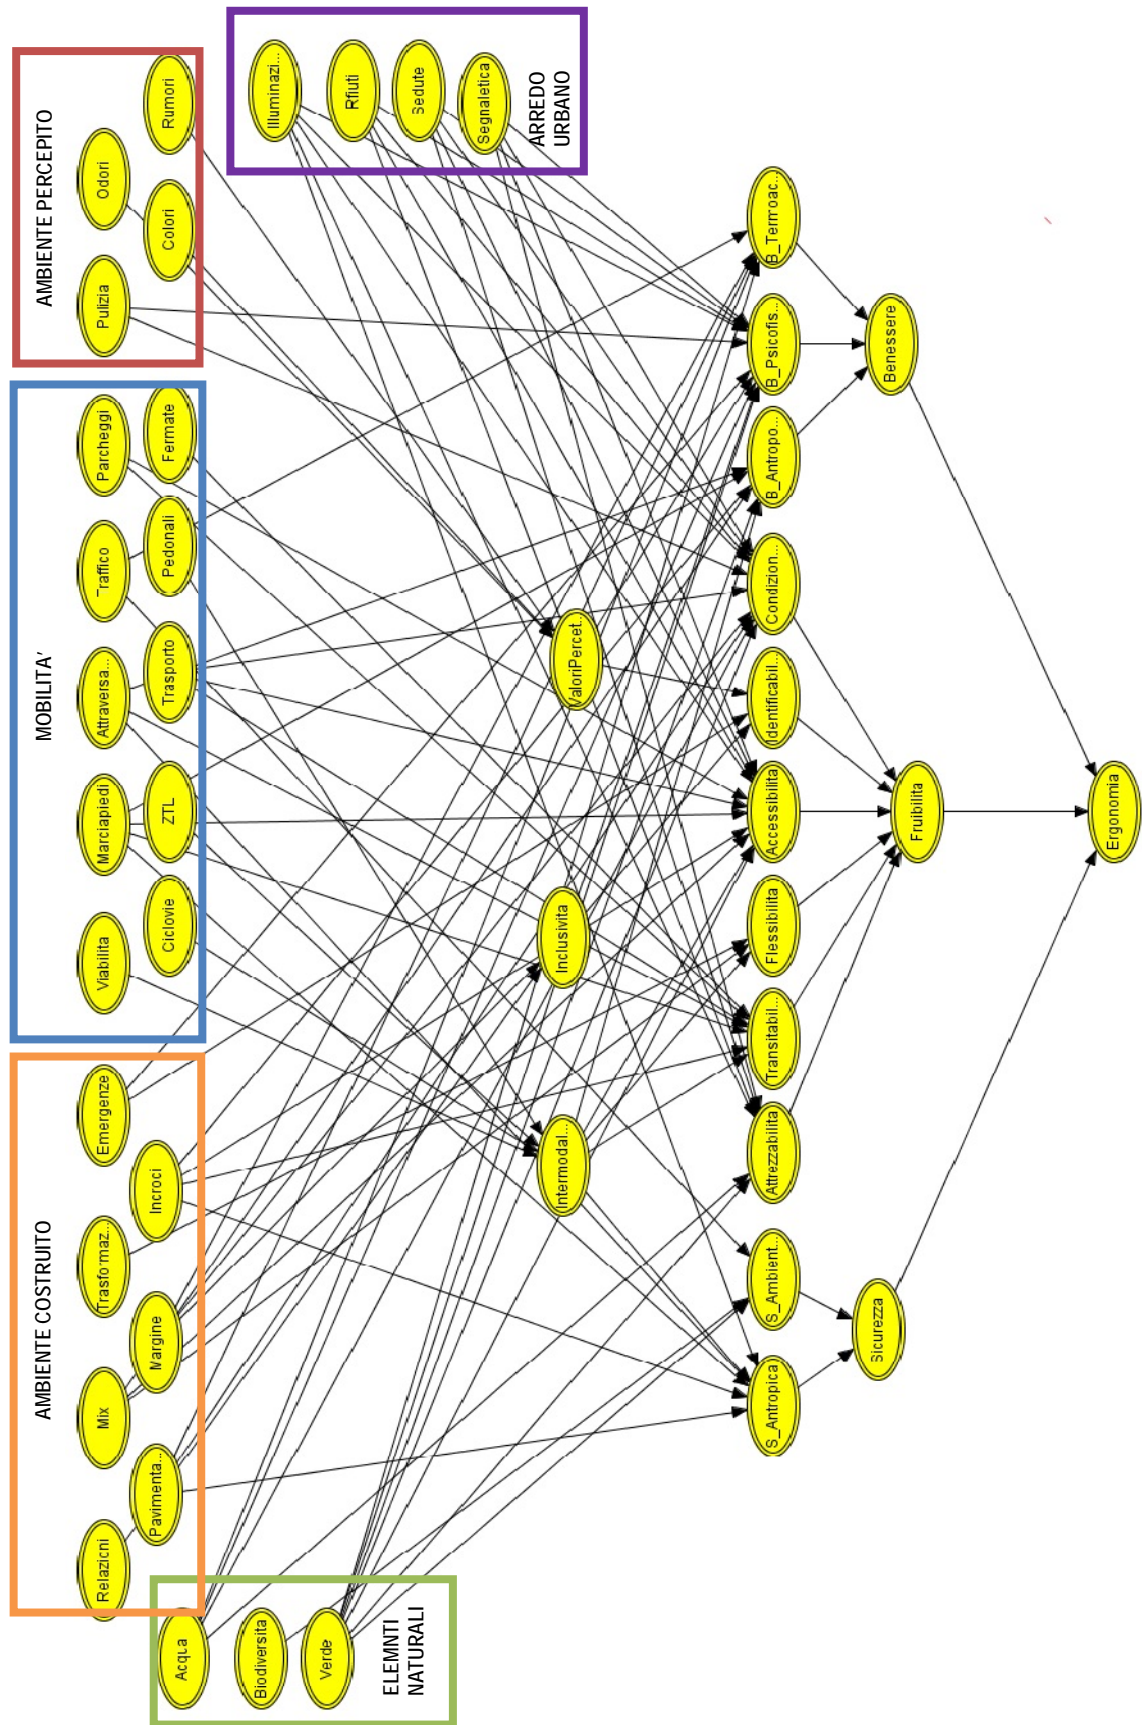 AMBIENTE COSTRUITO
Relazioni
Mix
Trasformaz...
Emergenze
Pavimenta...
Margine
Incroci
MOBILITA’
Viabilita
Marciapiedi
Attraversa...
Traffico
Parcheggi
Ciclovie
ZTL
Trasporto
Pedonali
Fermate
AMBIENTE PERCEPITO
Pulizia
Odori
Colori
Rumori
Acqua
Biodiversita
Verde
ELEMNTI
NATURALI
Illuminazi...
Rifiuti
Sedute
Segnaletica
ARREDO
URBANO
Intermodal...
Inclusivita
ValoriPercet...
S_Antropica
S_Ambient...
Attrezzabilita
Transitabil...
Flessibilita
Accessibilita
Identificabil...
Condizion...
B_Antropo...
B_Psicofis...
B_Termoac...
Sicurezza
Fruibilita
Benessere
Ergonomia